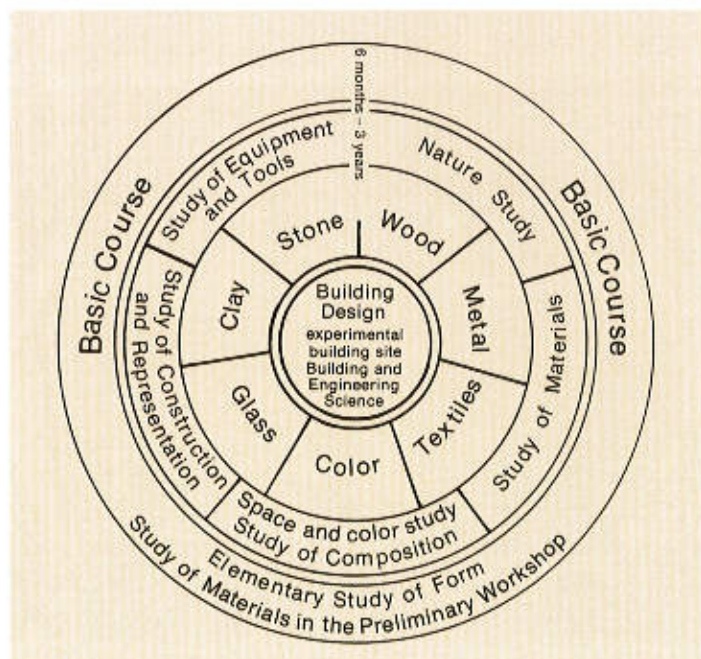 6 months – 3 years
Basic Course
Basic Course
Elementary Study of Form
Study of Materials in the Preliminary Workshop
Study of Equipment
and Tools
Nature Study
Study of Materials
Space and color study
Study of Composition
Study of Construction
and Representation
Stone
Wood
Metal
Textiles
Color
Glass
Clay
Building
Design
experimental
building site
Building and
Engineering
Science